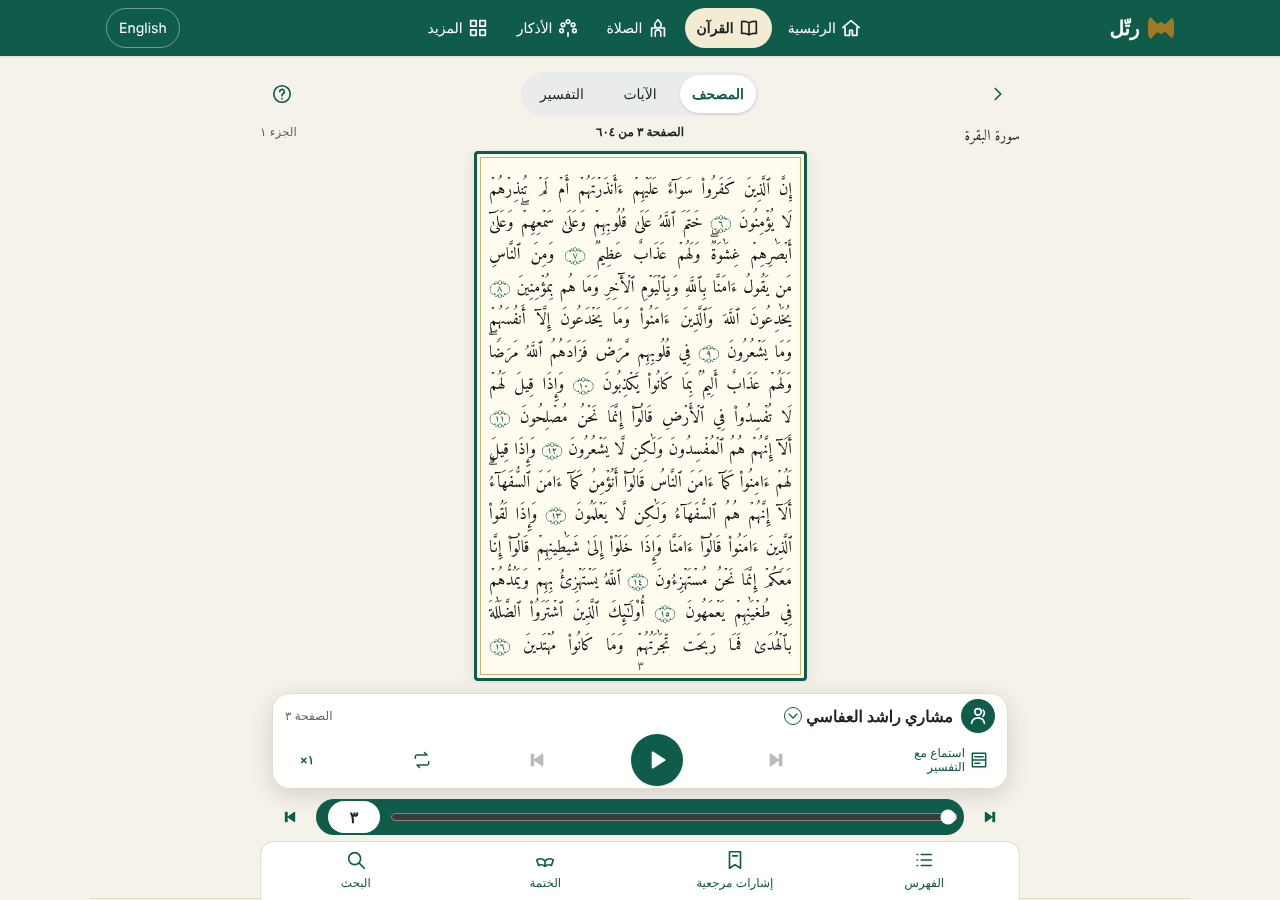 رتّل
الرئيسية
القرآن
الصلاة
الأذكار
المزيد
English
المصحف
الآيات
التفسير
سورة البقرة
الصفحة ٣ من ٦٠٤
الجزء ١
إِنَّ ٱلَّذِينَ كَفَرُوا۟ سَوَآءٌ عَلَيْهِمْ ءَأَنذَرْتَهُمْ أَمْ لَمْ تُنذِرْهُمْ
لَا يُؤْمِنُونَ ٦ خَتَمَ ٱللَّهُ عَلَىٰ قُلُوبِهِمْ وَعَلَىٰ سَمْعِهِمْ ۖ وَعَلَىٰٓ
أَبْصَـٰرِهِمْ غِشَـٰوَةٌ ۖ وَلَهُمْ عَذَابٌ عَظِيمٌ ٧ وَمِنَ ٱلنَّاسِ
مَن يَقُولُ ءَامَنَّا بِٱللَّهِ وَبِٱلْيَوْمِ ٱلْـَٔاخِرِ وَمَا هُم بِمُؤْمِنِينَ ٨
يُخَـٰدِعُونَ ٱللَّهَ وَٱلَّذِينَ ءَامَنُوا۟ وَمَا يَخْدَعُونَ إِلَّآ أَنفُسَهُمْ
وَمَا يَشْعُرُونَ ٩ فِي قُلُوبِهِم مَّرَضٌ فَزَادَهُمُ ٱللَّهُ مَرَضًا ۖ
وَلَهُمْ عَذَابٌ أَلِيمٌۢ بِمَا كَانُوا۟ يَكْذِبُونَ ١٠ وَإِذَا قِيلَ لَهُمْ
لَا تُفْسِدُوا۟ فِي ٱلْأَرْضِ قَالُوٓا۟ إِنَّمَا نَحْنُ مُصْلِحُونَ ١١
أَلَآ إِنَّهُمْ هُمُ ٱلْمُفْسِدُونَ وَلَـٰكِن لَّا يَشْعُرُونَ ١٢ وَإِذَا قِيلَ
لَهُمْ ءَامِنُوا۟ كَمَآ ءَامَنَ ٱلنَّاسُ قَالُوٓا۟ أَنُؤْمِنُ كَمَآ ءَامَنَ ٱلسُّفَهَآءُ ۗ
أَلَآ إِنَّهُمْ هُمُ ٱلسُّفَهَآءُ وَلَـٰكِن لَّا يَعْلَمُونَ ١٣ وَإِذَا لَقُوا۟
ٱلَّذِينَ ءَامَنُوا۟ قَالُوٓا۟ ءَامَنَّا وَإِذَا خَلَوْا۟ إِلَىٰ شَيَـٰطِينِهِمْ قَالُوٓا۟ إِنَّا
مَعَكُمْ إِنَّمَا نَحْنُ مُسْتَهْزِءُونَ ١٤ ٱللَّهُ يَسْتَهْزِئُ بِهِمْ وَيَمُدُّهُمْ
فِي طُغْيَـٰنِهِمْ يَعْمَهُونَ ١٥ أُو۟لَـٰٓئِكَ ٱلَّذِينَ ٱشْتَرَوُا۟ ٱلضَّلَـٰلَةَ
بِٱلْهُدَىٰ فَمَا رَبِحَت تِّجَـٰرَتُهُمْ وَمَا كَانُوا۟ مُهْتَدِينَ ١٦
٣
مشاري راشد العفاسي
الصفحة ٣
استماع مع
التفسير
١×
٣
الفهرس
إشارات مرجعية
الختمة
البحث